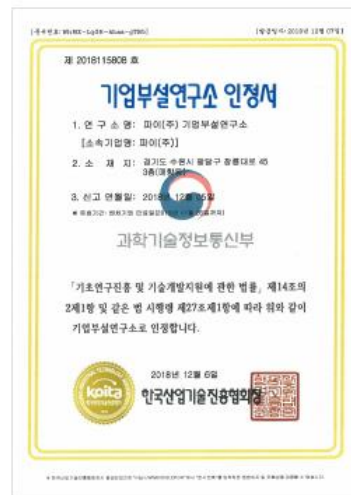 제 2018115808 호
기업부설연구소 인정서
1. 연 구 소 명: 파이(주) 기업부설연구소
[소속기업명: 파이(주)]
2. 소 재 지: 경기도 수원시 팔달구 창룡대로 45
3층(매향동)
3. 신고 연월일: 2018년 12월 05일
과학기술정보통신부
「기초연구진흥 및 기술개발지원에 관한 법률」 제14조의
2제1항 및 같은 법 시행령 제27조제1항에 따라 위와 같이
기업부설연구소로 인정합니다.
2018년 12월 6일
kpita
한국산업기술진흥협회장